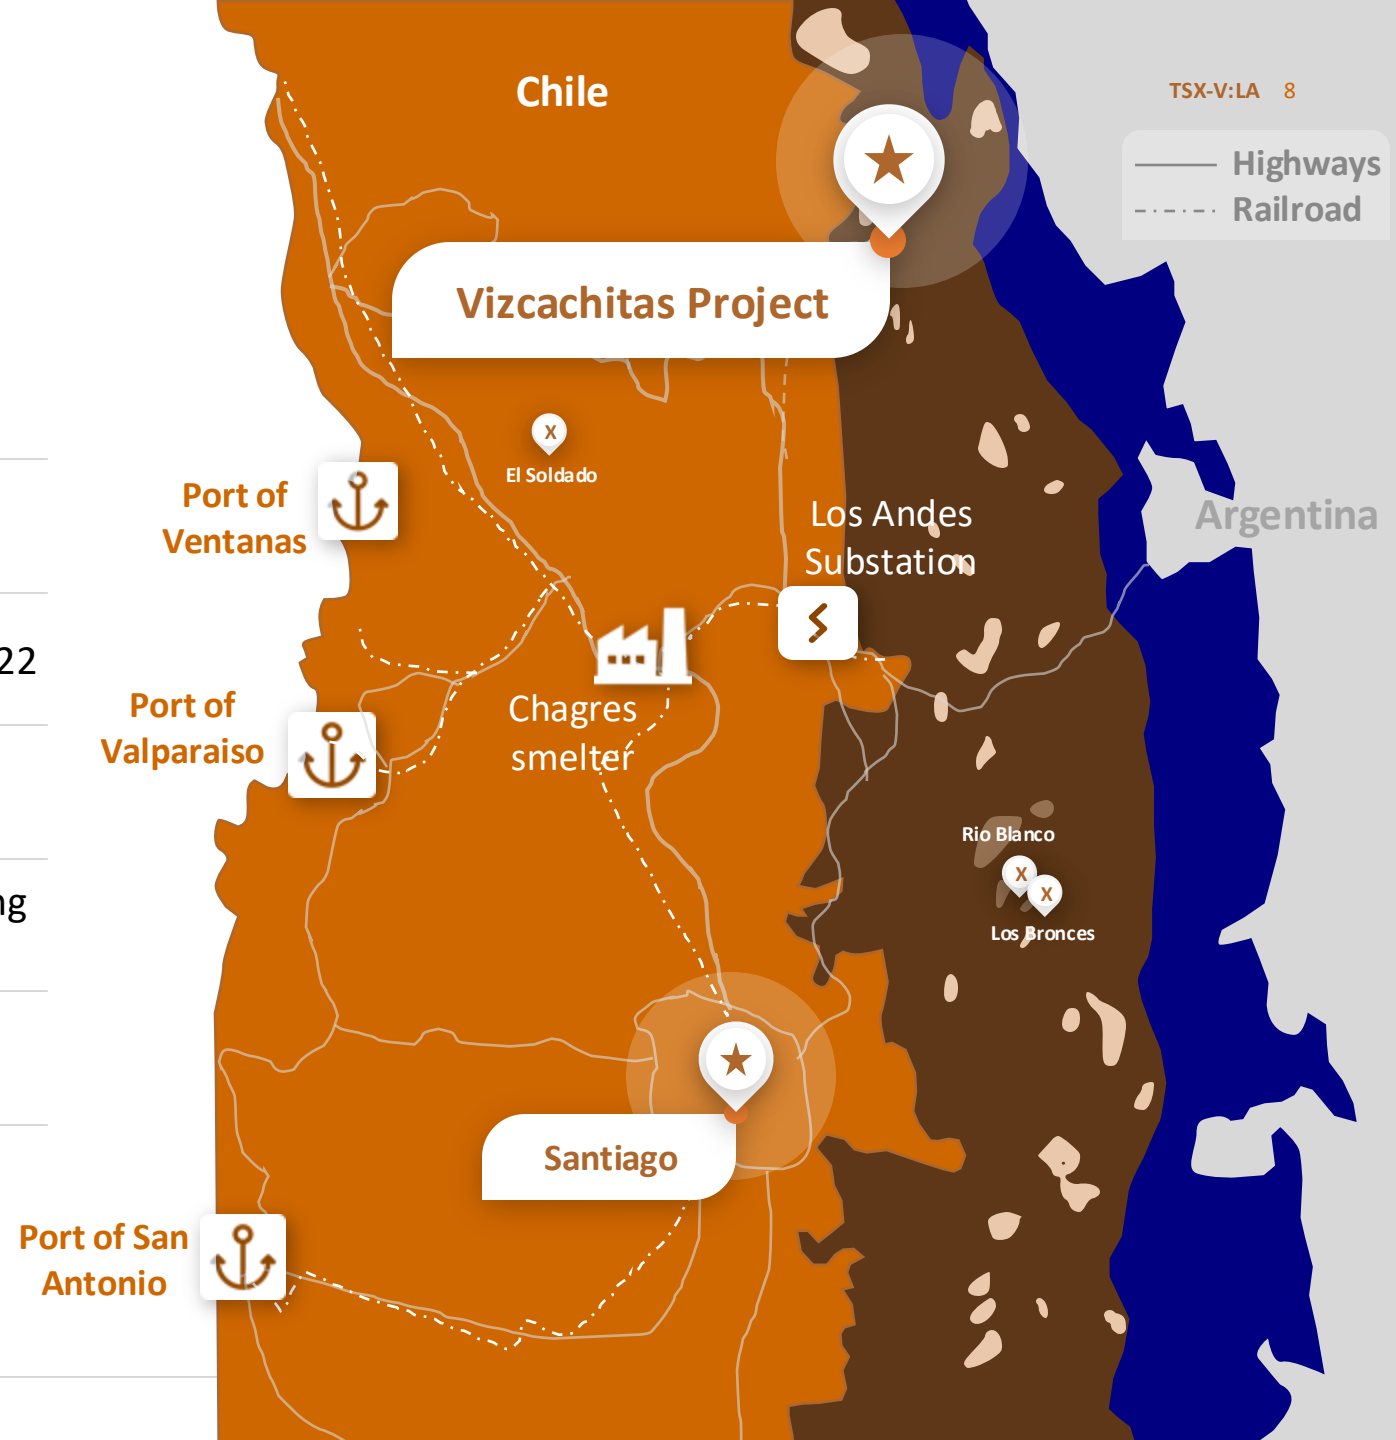 Chile
TSX-V:LA 8
Highways
Railroad
Vizcachitas Project
X
El Soldado
Port of
Ventanas
Los Andes
Substation
Argentina
22
Port of
Valparaiso
Chagres
smelter
Rio Blanco
X
X
Los Bronces
ng
Santiago
Port of San
Antonio